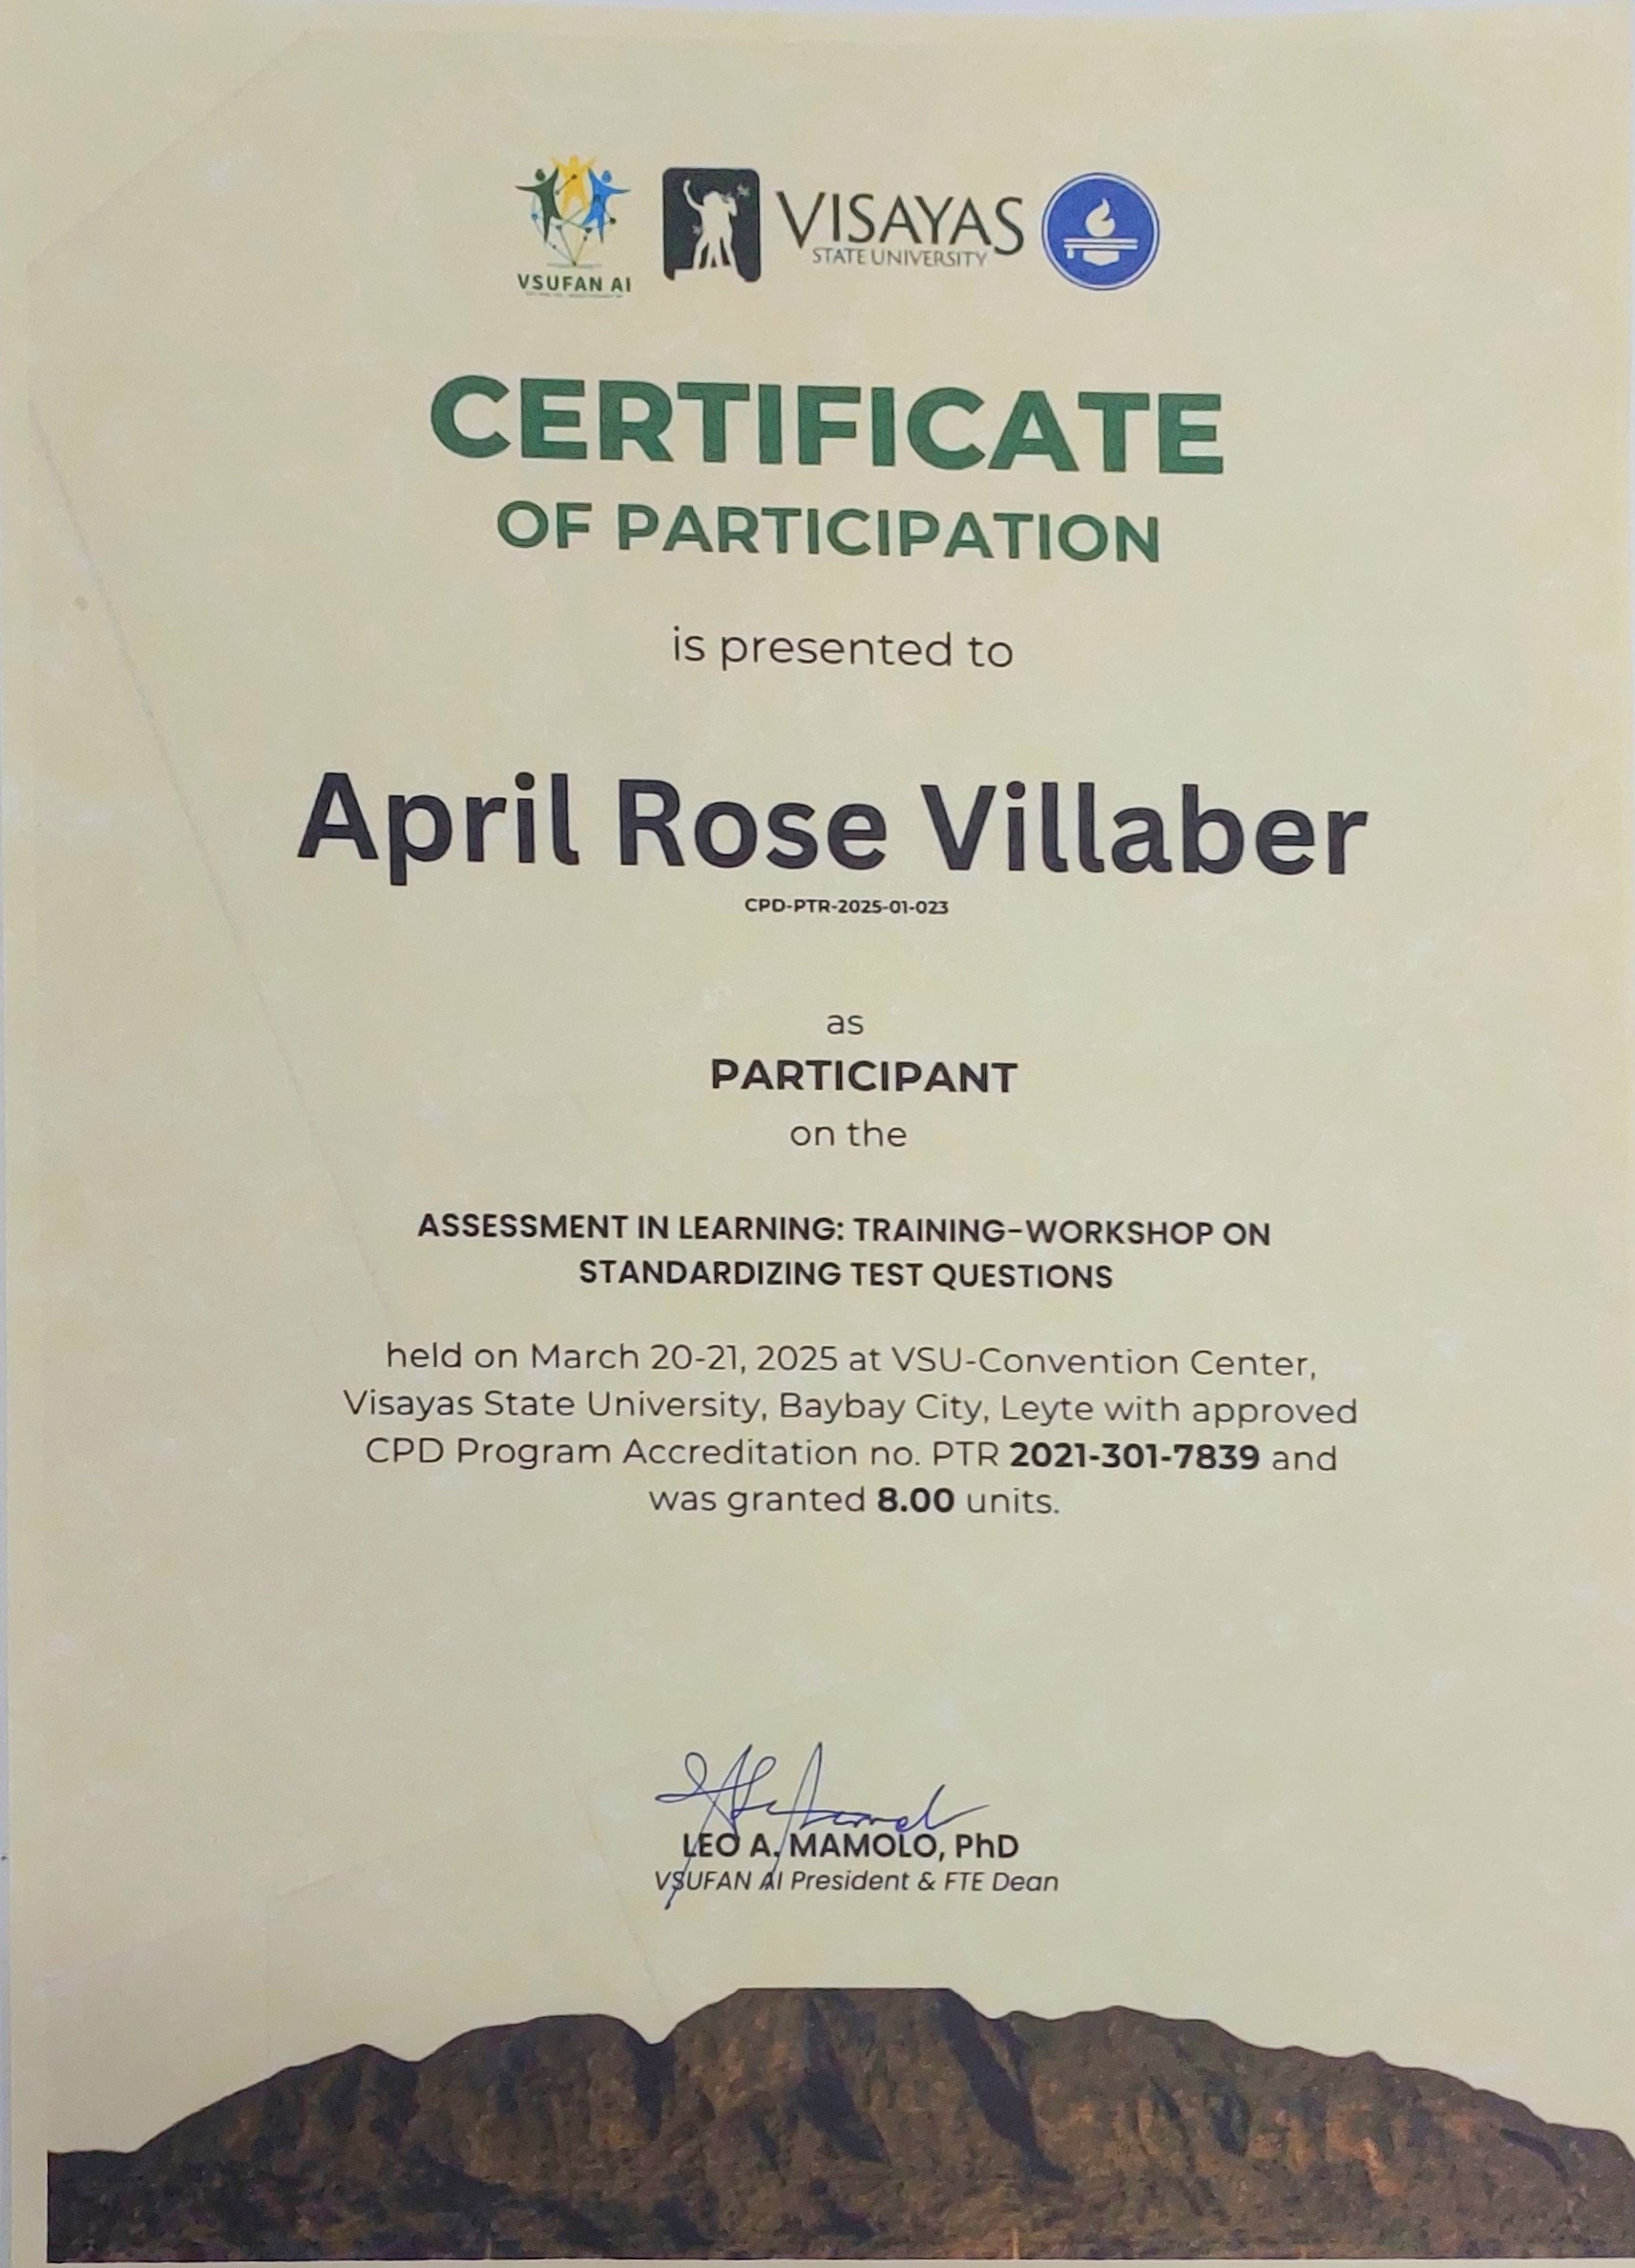 VSUFAN AI
VISAYAS
STATE UNIVERSITY
CERTIFICATE
OF PARTICIPATION
is presented to
April Rose Villaber
CPD-PTR-2025-01-023
as
PARTICIPANT
on the
ASSESSMENT IN LEARNING: TRAINING-WORKSHOP ON
STANDARDIZING TEST QUESTIONS
held on March 20-21, 2025 at VSU-Convention Center,
Visayas State University, Baybay City, Leyte with approved
CPD Program Accreditation no. PTR 2021-301-7839 and
was granted 8.00 units.
LEO A. MAMOLO, PhD
VSUFAN AI President & FTE Dean